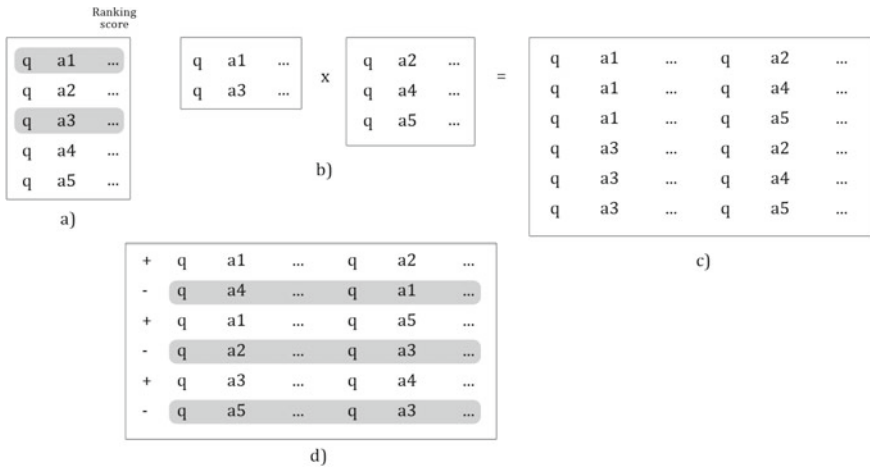 Ranking
score
q a1 ...
q a2 ...
q a3 ...
q a4 ...
q a5 ...
a)
q a1 ...
q a3 ...
x
q a2 ...
q a4 ...
q a5 ...
b)
=
q a1 ... q a2 ...
q a1 ... q a4 ...
q a1 ... q a5 ...
q a3 ... q a2 ...
q a3 ... q a4 ...
q a3 ... q a5 ...
c)
+ q a1 ... q a2 ...
- q a4 ... q a1 ...
+ q a1 ... q a5 ...
- q a2 ... q a3 ...
+ q a3 ... q a4 ...
- q a5 ... q a3 ...
d)